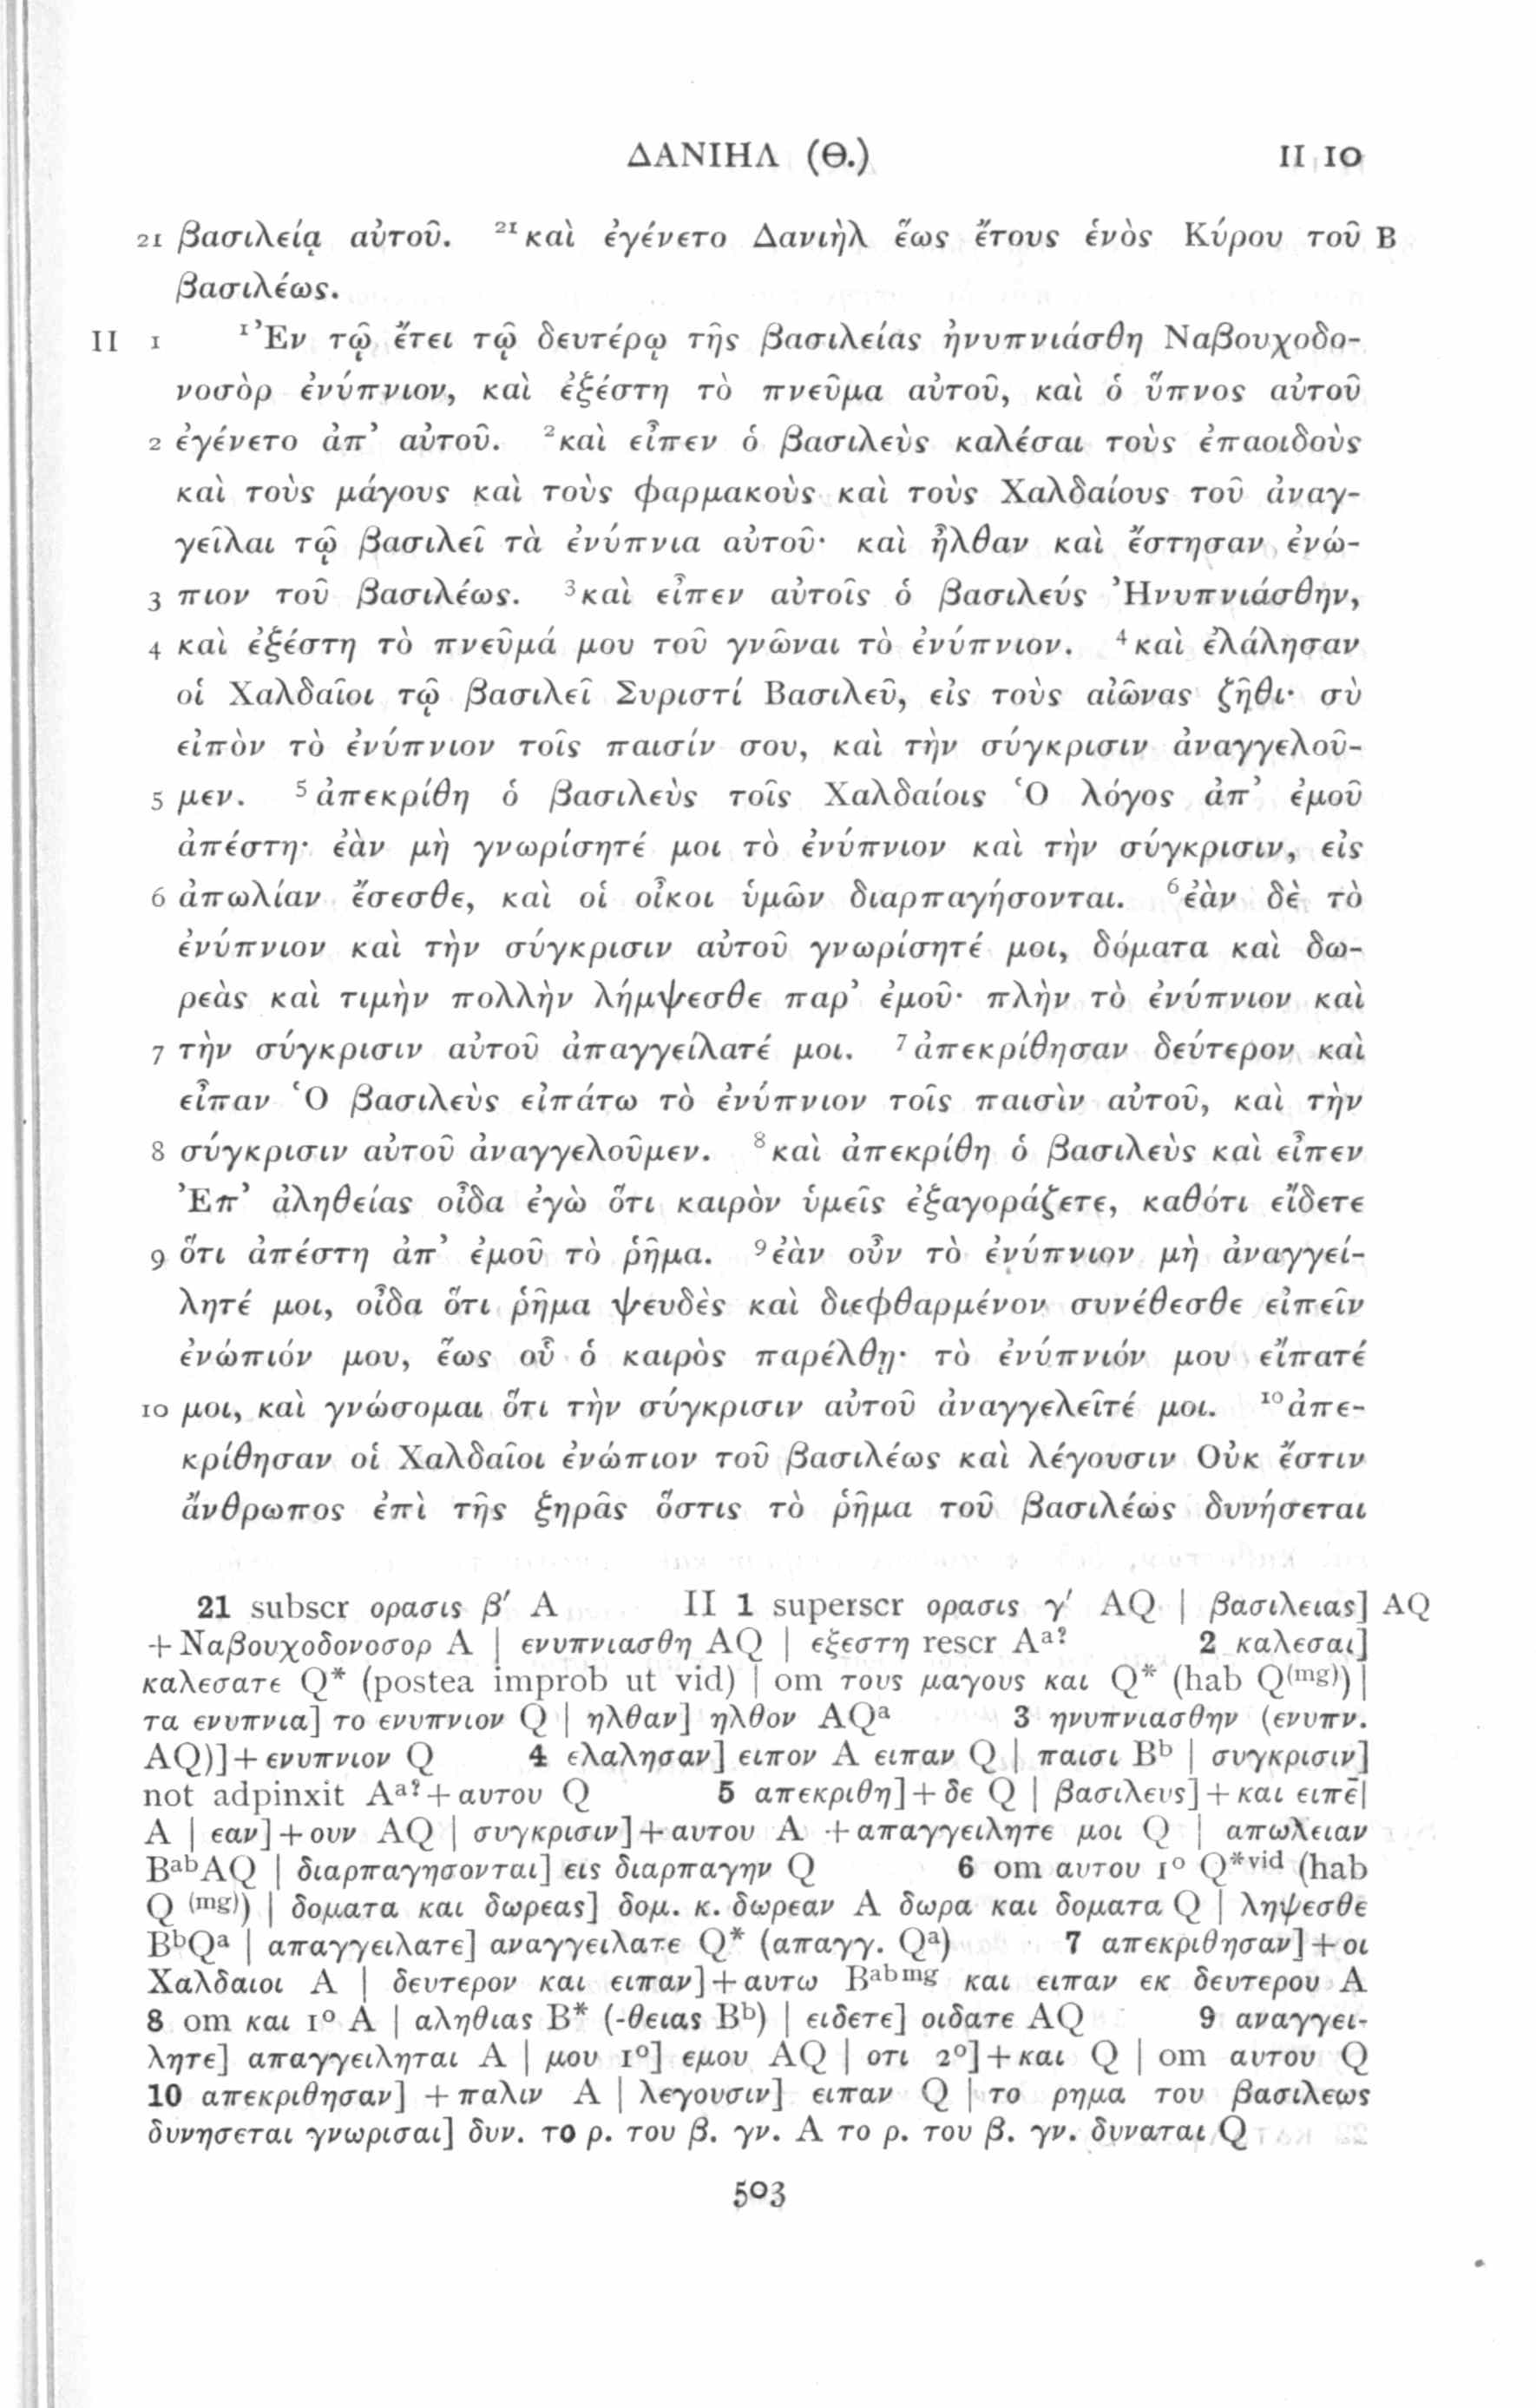 ΔΑΝΙΗΛ (Θ.) II 10
21 βασιλείᾳ αὐτοῦ. ²¹καὶ ἐγένετο Δανιὴλ ἕως ἔτους ἑνὸς Κύρου τοῦ B
βασιλέως.
II 1 ¹Ἐν τῷ ἔτει τῷ δευτέρῳ τῆς βασιλείας ἠνυπνιάσθη Ναβουχοδο-
νοσὸρ ἐνύπνιον, καὶ ἐξέστη τὸ πνεῦμα αὐτοῦ, καὶ ὁ ὕπνος αὐτοῦ
2 ἐγένετο ἀπ’ αὐτοῦ. ²καὶ εἶπεν ὁ βασιλεὺς καλέσαι τοὺς ἐπαοιδοὺς
καὶ τοὺς μάγους καὶ τοὺς φαρμακοὺς καὶ τοὺς Χαλδαίους τοῦ ἀναγ-
γεῖλαι τῷ βασιλεῖ τὰ ἐνύπνια αὐτοῦ· καὶ ἦλθαν καὶ ἔστησαν ἐνώ-
3 πιον τοῦ βασιλέως. ³καὶ εἶπεν αὐτοῖς ὁ βασιλεύς Ἠνυπνιάσθην,
4 καὶ ἐξέστη τὸ πνεῦμά μου τοῦ γνῶναι τὸ ἐνύπνιον. ⁴καὶ ἐλάλησαν
οἱ Χαλδαῖοι τῷ βασιλεῖ Συριστί Βασιλεῦ, εἰς τοὺς αἰῶνας ζῆθι· σὺ
εἰπὸν τὸ ἐνύπνιον τοῖς παισίν σου, καὶ τὴν σύγκρισιν ἀναγγελοῦ-
5 μεν. ⁵ἀπεκρίθη ὁ βασιλεὺς τοῖς Χαλδαίοις Ὁ λόγος ἀπ’ ἐμοῦ
ἀπέστη· ἐὰν μὴ γνωρίσητέ μοι τὸ ἐνύπνιον καὶ τὴν σύγκρισιν, εἰς
6 ἀπωλίαν ἔσεσθε, καὶ οἱ οἶκοι ὑμῶν διαρπαγήσονται. ⁶ἐὰν δὲ τὸ
ἐνύπνιον καὶ τὴν σύγκρισιν αὐτοῦ γνωρίσητέ μοι, δόματα καὶ δω-
ρεὰς καὶ τιμὴν πολλὴν λήμψεσθε παρ’ ἐμοῦ· πλὴν τὸ ἐνύπνιον καὶ
7 τὴν σύγκρισιν αὐτοῦ ἀπαγγείλατέ μοι. ⁷ἀπεκρίθησαν δεύτερον καὶ
εἶπαν Ὁ βασιλεὺς εἰπάτω τὸ ἐνύπνιον τοῖς παισὶν αὐτοῦ, καὶ τὴν
8 σύγκρισιν αὐτοῦ ἀναγγελοῦμεν. ⁸καὶ ἀπεκρίθη ὁ βασιλεὺς καὶ εἶπεν
Ἐπ’ ἀληθείας οἶδα ἐγὼ ὅτι καιρὸν ὑμεῖς ἐξαγοράζετε, καθότι εἴδετε
9 ὅτι ἀπέστη ἀπ’ ἐμοῦ τὸ ῥῆμα. ⁹ἐὰν οὖν τὸ ἐνύπνιον μὴ ἀναγγεί-
λητέ μοι, οἶδα ὅτι ῥῆμα ψευδὲς καὶ διεφθαρμένον συνέθεσθε εἰπεῖν
ἐνώπιόν μου, ἕως οὗ ὁ καιρὸς παρέλθῃ· τὸ ἐνύπνιόν μου εἴπατέ
10 μοι, καὶ γνώσομαι ὅτι τὴν σύγκρισιν αὐτοῦ ἀναγγελεῖτέ μοι. ¹⁰ἀπε-
κρίθησαν οἱ Χαλδαῖοι ἐνώπιον τοῦ βασιλέως καὶ λέγουσιν Οὐκ ἔστιν
ἄνθρωπος ἐπὶ τῆς ξηρᾶς ὅστις τὸ ῥῆμα τοῦ βασιλέως δυνήσεται
21 subscr ορασις β′ A II 1 superscr ορασις γ′ AQ | βασιλειας] AQ
+Ναβουχοδονοσορ A | ενυπνιασθη AQ | εξεστη rescr Aᵃ? 2 καλεσαι]
καλεσατε Q* (postea improb ut vid) | om τους μαγους και Q* (hab Q⁽ᵐᵍ⁾) |
τα ενυπνια] το ενυπνιον Q | ηλθαν] ηλθον AQᵃ 3 ηνυπνιασθην (ενυπν.
AQ)]+ενυπνιον Q 4 ελαλησαν] ειπον A ειπαν Q | παισι Bᵇ | συγκρισιν]
not adpinxit Aᵃ?+αυτου Q 5 απεκριθη]+δε Q | βασιλευς]+και ειπε̄|
A | εαν]+ουν AQ | συγκρισιν]+αυτου A +απαγγειλητε μοι Q | απωλειαν
BᵃᵇAQ | διαρπαγησονται] εις διαρπαγην Q 6 om αυτου 1º Q*ᵛⁱᵈ (hab
Q ⁽ᵐᵍ⁾) | δοματα και δωρεας] δομ. κ. δωρεαν A δωρα και δοματα Q | ληψεσθε
BᵇQᵃ | απαγγειλατε] αναγγειλατε Q* (απαγγ. Qᵃ) 7 απεκριθησαν]+οι
Χαλδαιοι A | δευτερον και ειπαν]+αυτω Bᵃᵇᵐᵍ και ειπαν εκ δευτερου A
8 om και 1º A | αληθιας B* (-θειας Bᵇ) | ειδετε] οιδατε AQ 9 αναγγει-
λητε] απαγγειληται A | μου 1º] εμου AQ | οτι 2º]+και Q | om αυτου Q
10 απεκριθησαν] +παλιν A | λεγουσιν] ειπαν Q | το ρημα του βασιλεως
δυνησεται γνωρισαι] δυν. το ρ. του β. γν. A το ρ. του β. γν. δυναται Q
503